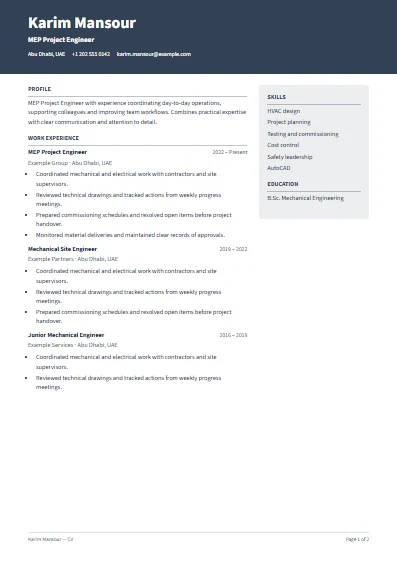 Karim Mansour
MEP Project Engineer
Abu Dhabi, UAE +1 202 555 0142 karim.mansour@example.com
PROFILE
MEP Project Engineer with experience coordinating day-to-day operations,
supporting colleagues and improving team workflows. Combines practical expertise
with clear communication and attention to detail.
WORK EXPERIENCE
MEP Project Engineer 2022 – Present
Example Group · Abu Dhabi, UAE
• Coordinated mechanical and electrical work with contractors and site
supervisors.
• Reviewed technical drawings and tracked actions from weekly progress
meetings.
• Prepared commissioning schedules and resolved open items before project
handover.
• Monitored material deliveries and maintained clear records of approvals.
Mechanical Site Engineer 2019 – 2022
Example Partners · Abu Dhabi, UAE
• Coordinated mechanical and electrical work with contractors and site
supervisors.
• Reviewed technical drawings and tracked actions from weekly progress
meetings.
• Prepared commissioning schedules and resolved open items before project
handover.
Junior Mechanical Engineer 2016 – 2019
Example Services · Abu Dhabi, UAE
• Coordinated mechanical and electrical work with contractors and site
supervisors.
• Reviewed technical drawings and tracked actions from weekly progress
meetings.
SKILLS
HVAC design
Project planning
Testing and commissioning
Cost control
Safety leadership
AutoCAD
EDUCATION
B.Sc. Mechanical Engineering
Karim Mansour — CV Page 1 of 2